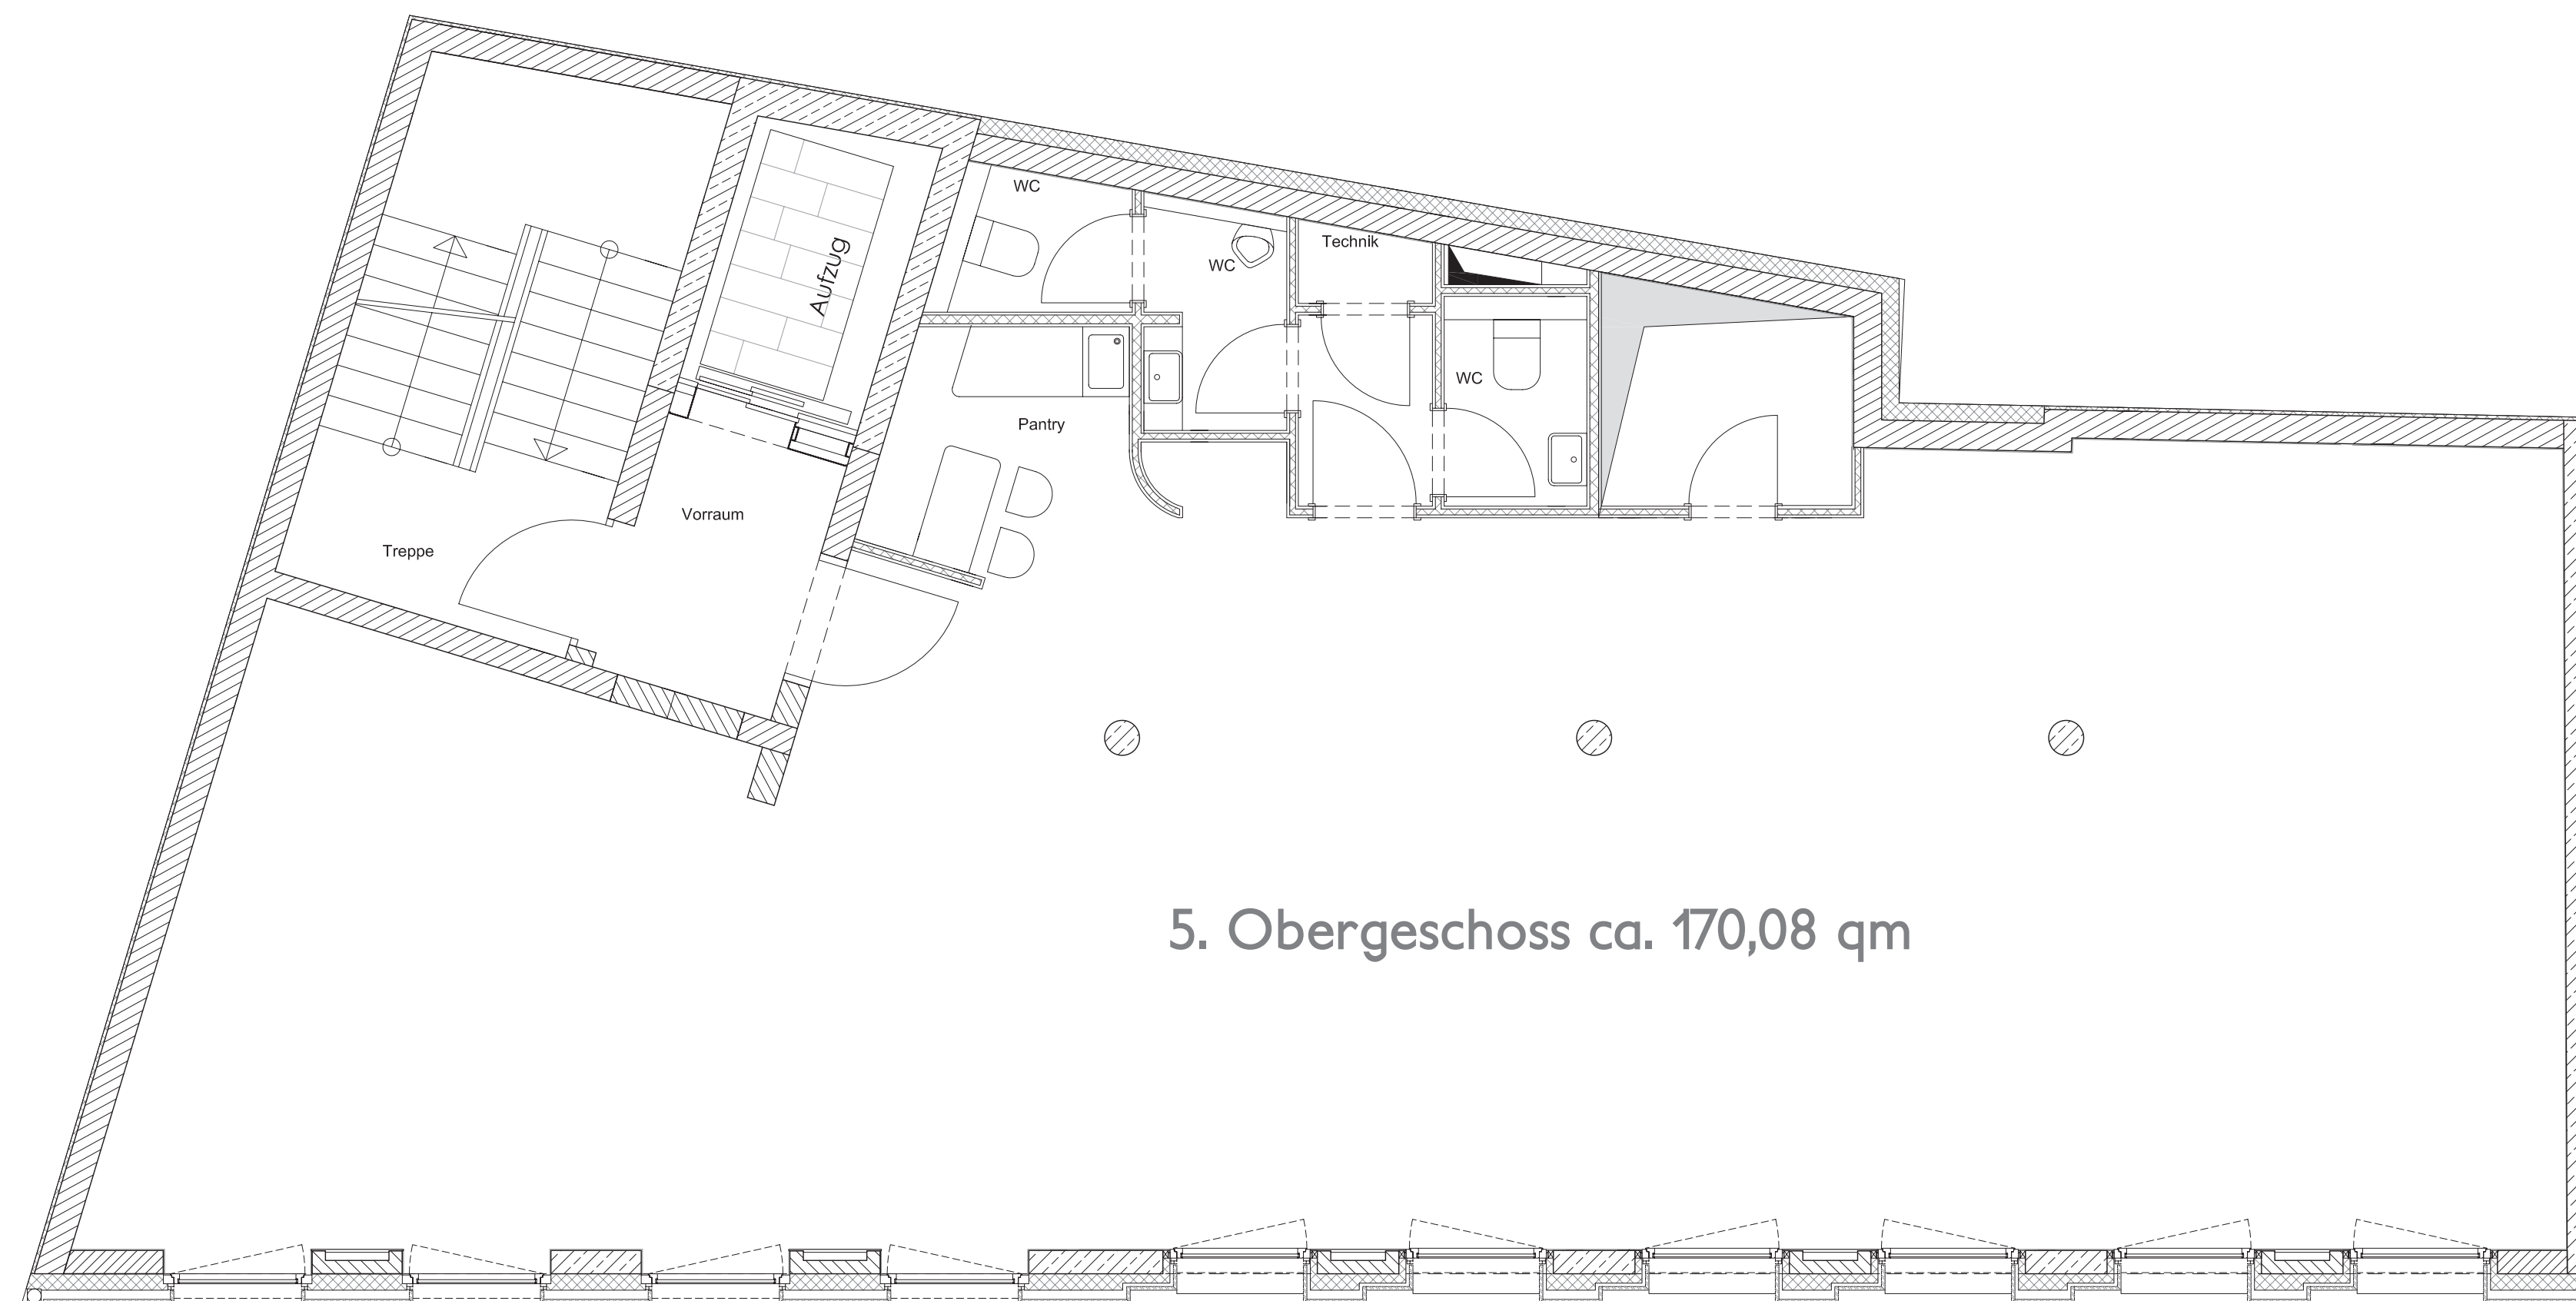 WC
Technik
Aufzug
WC
WC
Pantry
Vorraum
Treppe
5. Obergeschoss ca. 170,08 qm